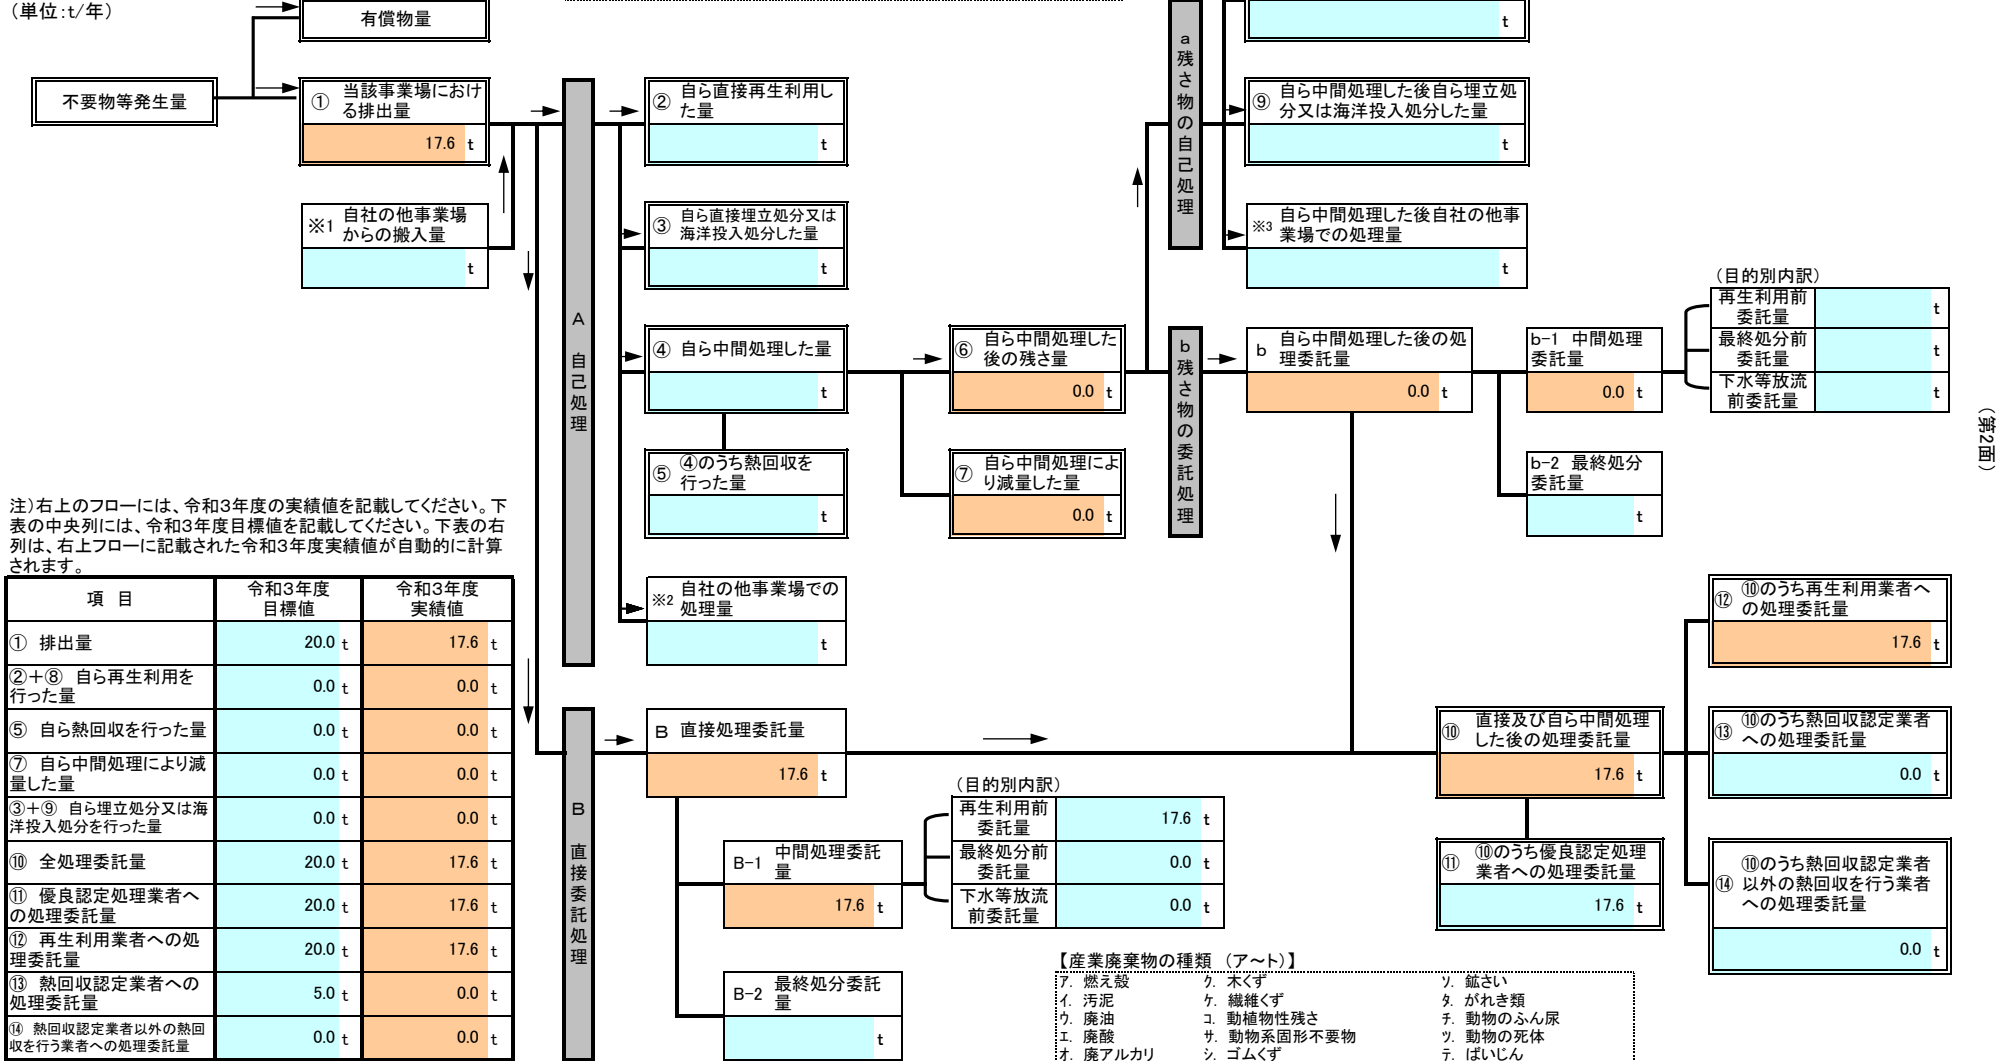 （単位:t/年）
有償物量
t
不要物等発生量
① 当該事業場におけ
る排出量
17.6 t
② 自ら直接再生利用し
た量
t
a 残さ物の自己処理
⑨ 自ら中間処理した後自ら埋立処
分又は海洋投入処分した量
t
※1 自社の他事業場
からの搬入量
t
③ 自ら直接埋立処分又は
海洋投入処分した量
t
※3 自ら中間処理した後自社の他事
業場での処理量
t
A 自己処理
④ 自ら中間処理した量
t
⑥ 自ら中間処理した
後の残さ量
0.0 t
b 残さ物の委託処理
b 自ら中間処理した後の処
理委託量
0.0 t
b-1 中間処理
委託量
0.0 t
（目的別内訳）
再生利用前
委託量 t
最終処分前
委託量 t
下水等放流
前委託量 t
（第2面）
⑤ ④のうち熱回収を
行った量
t
⑦ 自ら中間処理によ
り減量した量
0.0 t
b-2 最終処分
委託量
t
注）右上のフローには、令和3年度の実績値を記載してください。下
表の中央列には、令和3年度目標値を記載してください。下表の右
列は、右上フローに記載された令和3年度実績値が自動的に計算
されます。
※2 自社の他事業場での
処理量
t
項 目 令和3年度
目標値 令和3年度
実績値
① 排出量 20.0 t 17.6 t
②＋⑧ 自ら再生利用を
行った量 0.0 t 0.0 t
⑤ 自ら熱回収を行った量 0.0 t 0.0 t
⑦ 自ら中間処理により減
量した量 0.0 t 0.0 t
③＋⑨ 自ら埋立処分又は海
洋投入処分を行った量 0.0 t 0.0 t
⑩ 全処理委託量 20.0 t 17.6 t
⑪ 優良認定処理業者へ
の処理委託量 20.0 t 17.6 t
⑫ 再生利用業者への処
理委託量 20.0 t 17.6 t
⑬ 熱回収認定業者への
処理委託量 5.0 t 0.0 t
⑭ 熱回収認定業者以外の熱回
収を行う業者への処理委託量 0.0 t 0.0 t
B 直接委託処理
B 直接処理委託量
17.6 t
B-1 中間処理委託
量
17.6 t
（目的別内訳）
再生利用前
委託量 17.6 t
最終処分前
委託量 0.0 t
下水等放流
前委託量 0.0 t
B-2 最終処分委託
量
t
⑩ 直接及び自ら中間処理
した後の処理委託量
17.6 t
⑪ ⑩のうち優良認定処理
業者への処理委託量
17.6 t
⑫ ⑩のうち再生利用業者へ
の処理委託量
17.6 t
⑬ ⑩のうち熱回収認定業者
への処理委託量
0.0 t
⑭ ⑩のうち熱回収認定業者
以外の熱回収を行う業者
への処理委託量
0.0 t
【産業廃棄物の種類 （ア～ト）】
ア. 燃え殻 ク. 木くず ソ. 鉱さい
イ. 汚泥 ケ. 繊維くず タ. がれき類
ウ. 廃油 コ. 動植物性残さ チ. 動物のふん尿
エ. 廃酸 サ. 動物系固形不要物 ツ. 動物の死体
オ. 廃アルカリ シ. ゴムくず テ. ばいじん